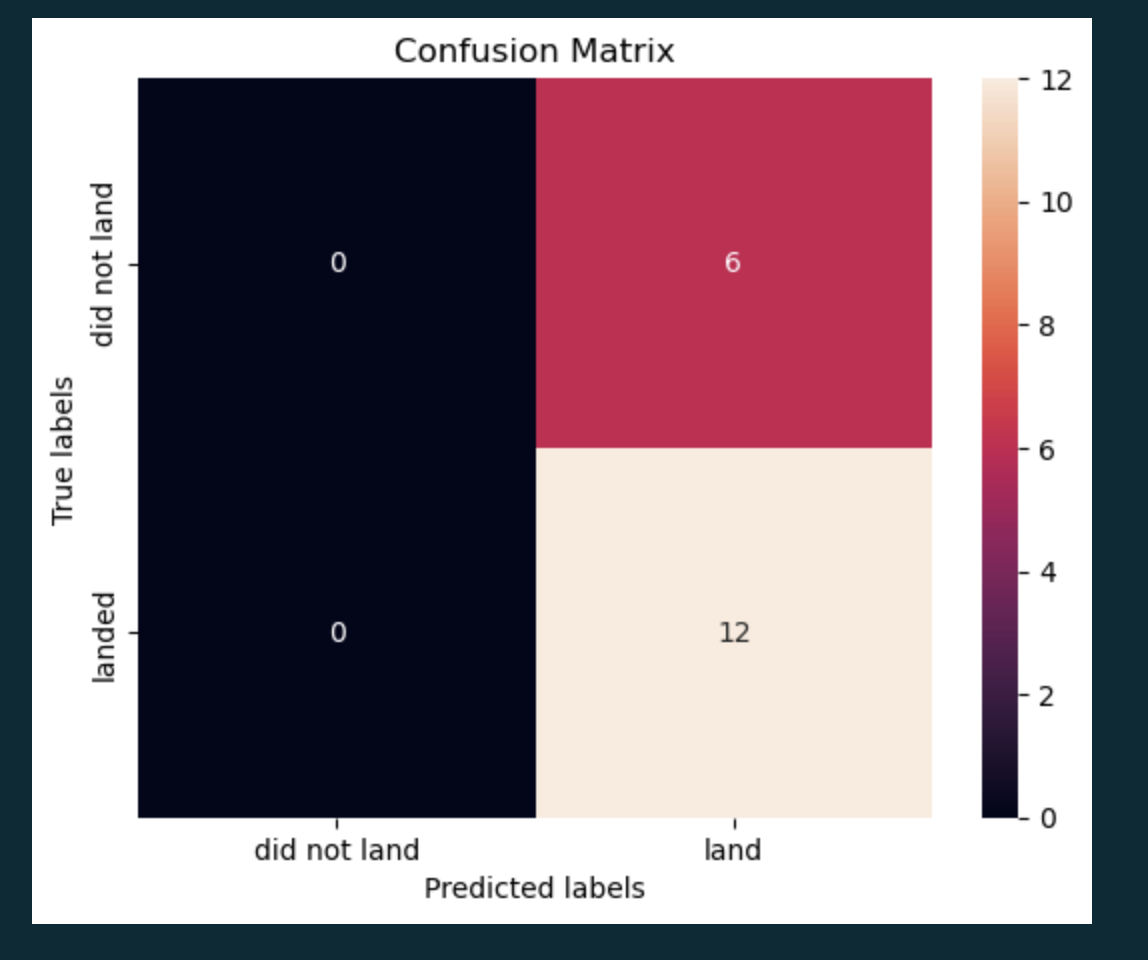 Confusion Matrix
did not land
landed
True labels
0
6
0
12
did not land
land
Predicted labels
12
10
8
6
4
2
0